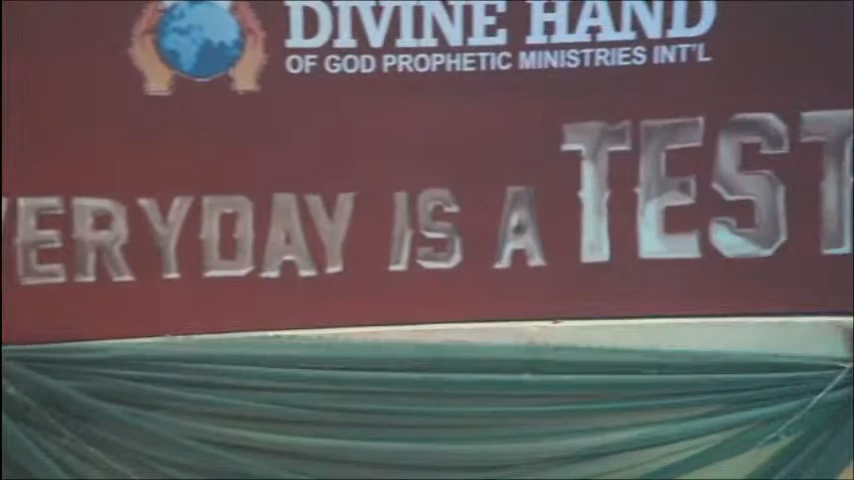 DIVINE HAND
OF GOD PROPHETIC MINISTRIES INT'L
VERYDAY IS A TEST